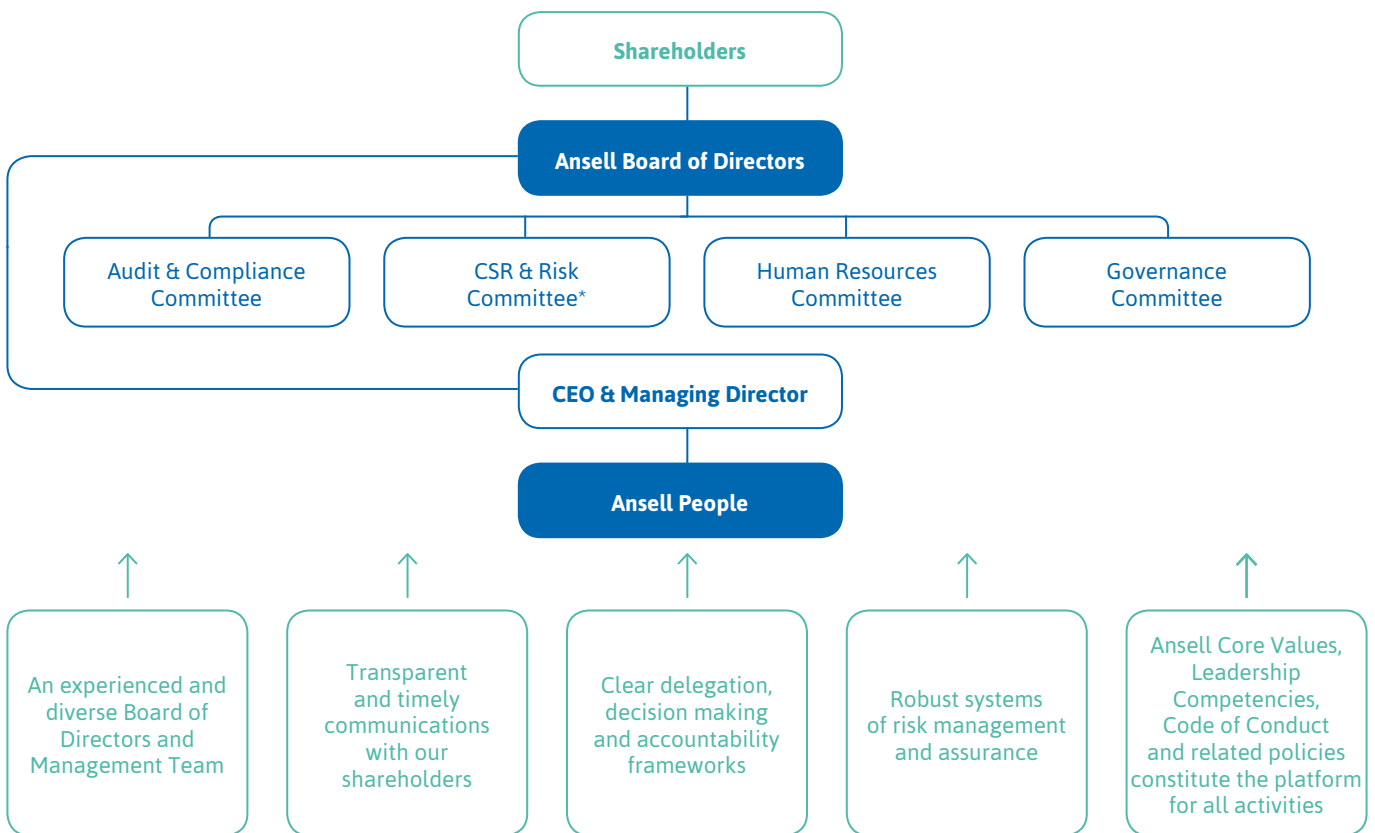 Shareholders
Ansell Board of Directors
Audit & Compliance
Committee
CSR & Risk
Committee*
Human Resources
Committee
Governance
Committee
CEO & Managing Director
Ansell People
An experienced and
diverse Board of
Directors and
Management Team
Transparent
and timely
communications
with our
shareholders
Clear delegation,
decision making
and accountability
frameworks
Robust systems
of risk management
and assurance
Ansell Core Values,
Leadership
Competencies,
Code of Conduct
and related policies
constitute the platform
for all activities